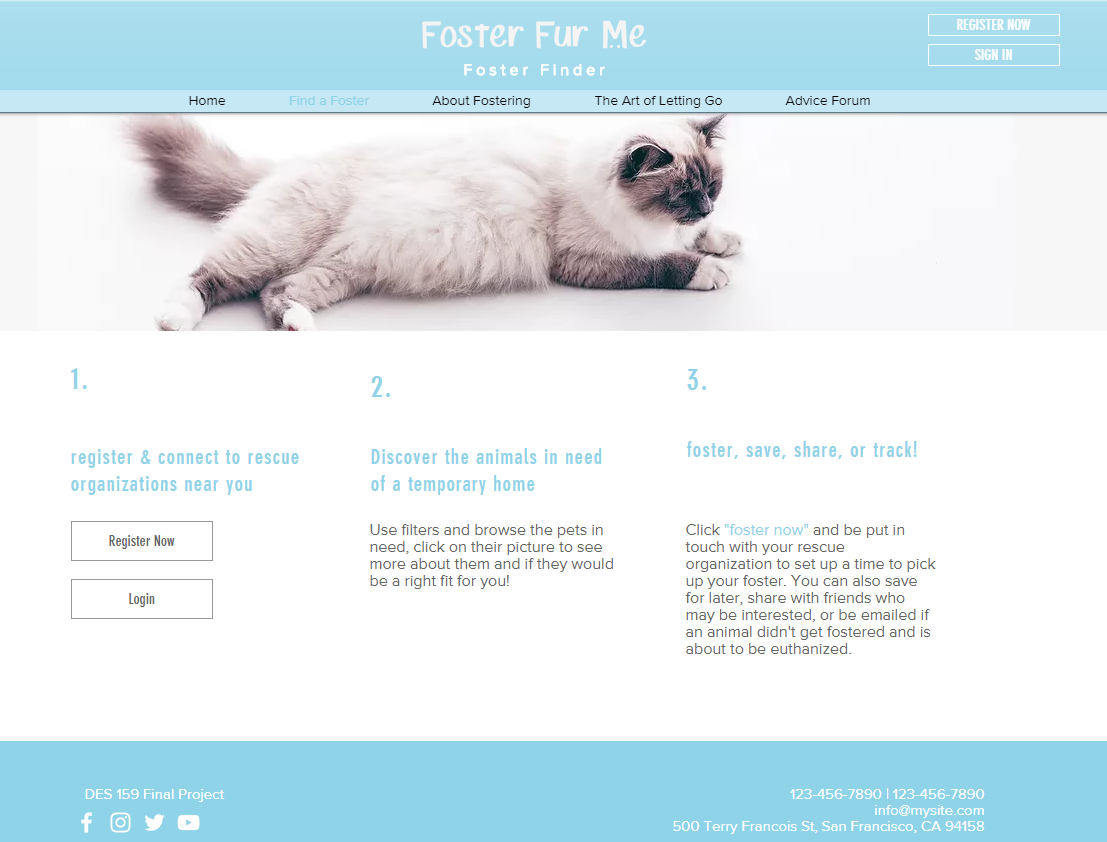 Foster Fur Me
Foster Finder
REGISTER NOW
SIGN IN
Home
Find a Foster
About Fostering
The Art of Letting Go
Advice Forum
1.
register & connect to rescue
organizations near you
Register Now
Login
2.
Discover the animals in need
of a temporary home
Use filters and browse the pets in
need, click on their picture to see
more about them and if they would
be a right fit for you!
3.
foster, save, share, or track!
Click "foster now" and be put in
touch with your rescue
organization to set up a time to pick
up your foster. You can also save
for later, share with friends who
may be interested, or be emailed if
an animal didn't get fostered and is
about to be euthanized.
DES 159 Final Project
123-456-7890 | 123-456-7890
info@mysite.com
500 Terry Francois St, San Francisco, CA 94158